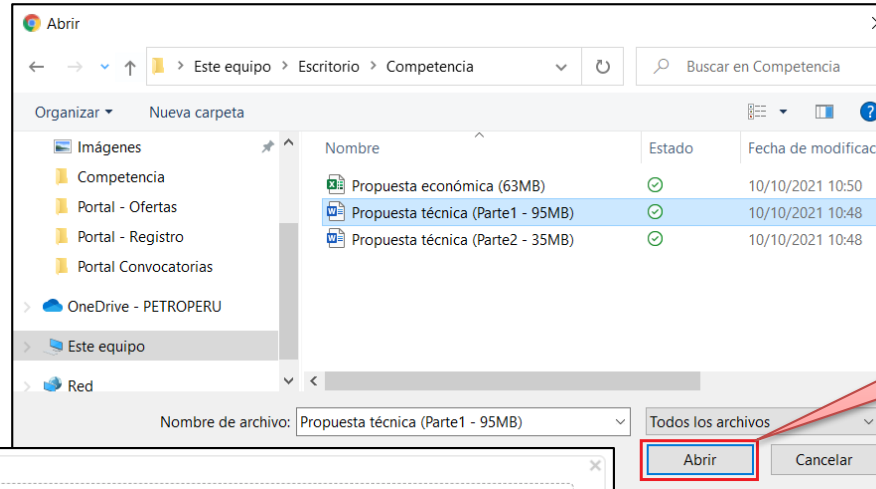 Abrir
Este equipo > Escritorio > Competencia
Buscar en Competencia
Organizar
Nueva carpeta
?
Imágenes
Competencia
Portal - Ofertas
Portal - Registro
Portal Convocatorias
OneDrive - PETROPERU
Este equipo
Red
Nombre Estado Fecha de modificac
Propuesta económica (63MB) 10/10/2021 10:50
Propuesta técnica (Parte1 - 95MB) 10/10/2021 10:48
Propuesta técnica (Parte2 - 35MB) 10/10/2021 10:48
Nombre de archivo: Propuesta técnica (Parte1 - 95MB) Todos los archivos
Abrir Cancelar